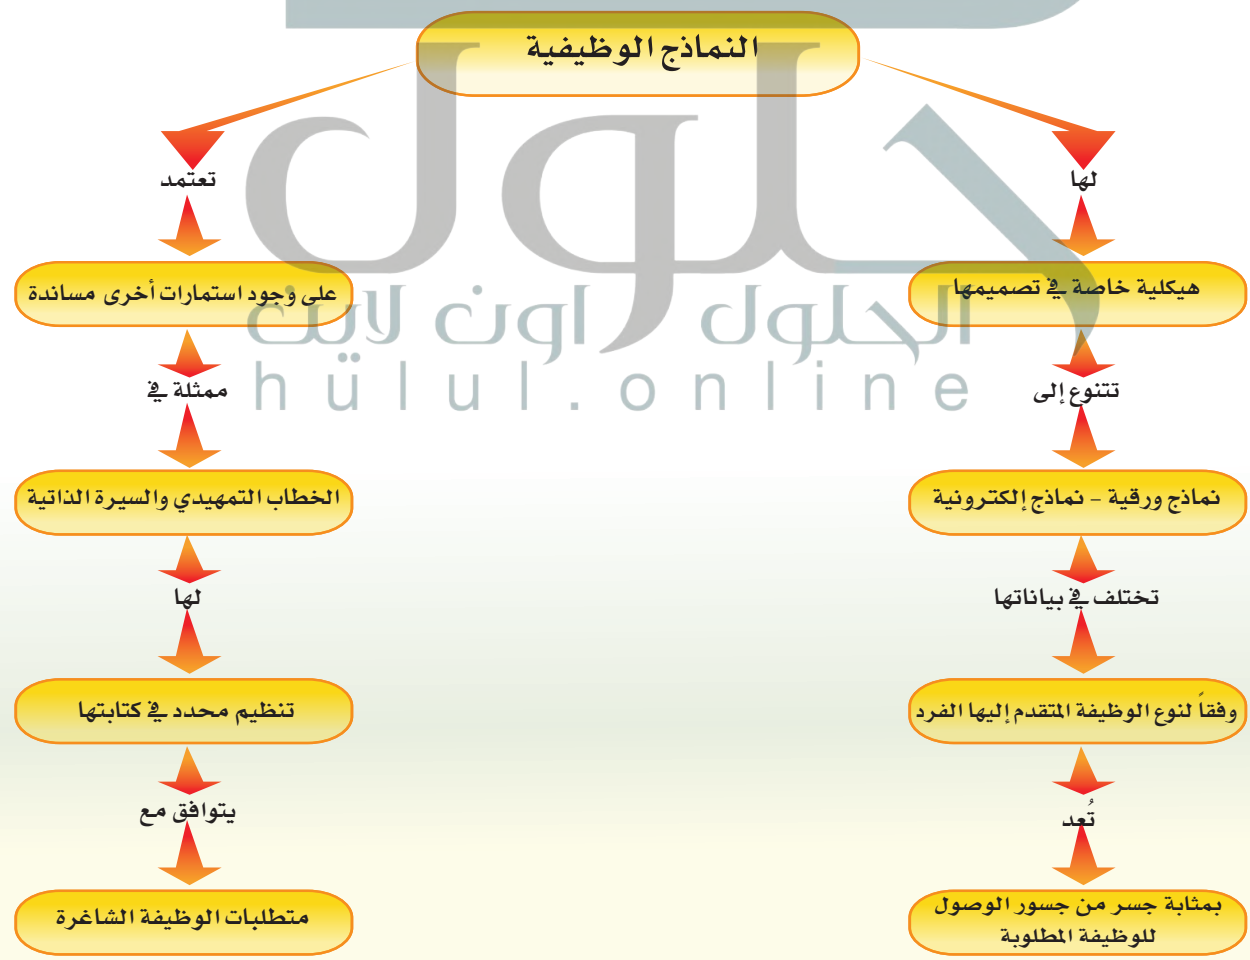 النماذج الوظيفية
لها
هيكلية خاصة في تصميمها
تتنوع إلى
نماذج ورقية - نماذج إلكترونية
تختلف في بياناتها
وفقاً لنوع الوظيفة المتقدم إليها الفرد
تُعد
بمثابة جسر من جسور الوصول
للوظيفة المطلوبة
تعتمد
على وجود استمارات أخرى مساندة
ممثلة في
الخطاب التمهيدي والسيرة الذاتية
لها
تنظيم محدد في كتابتها
يتوافق مع
متطلبات الوظيفة الشاغرة
حلول
الحلول اون لاين
hülul.online